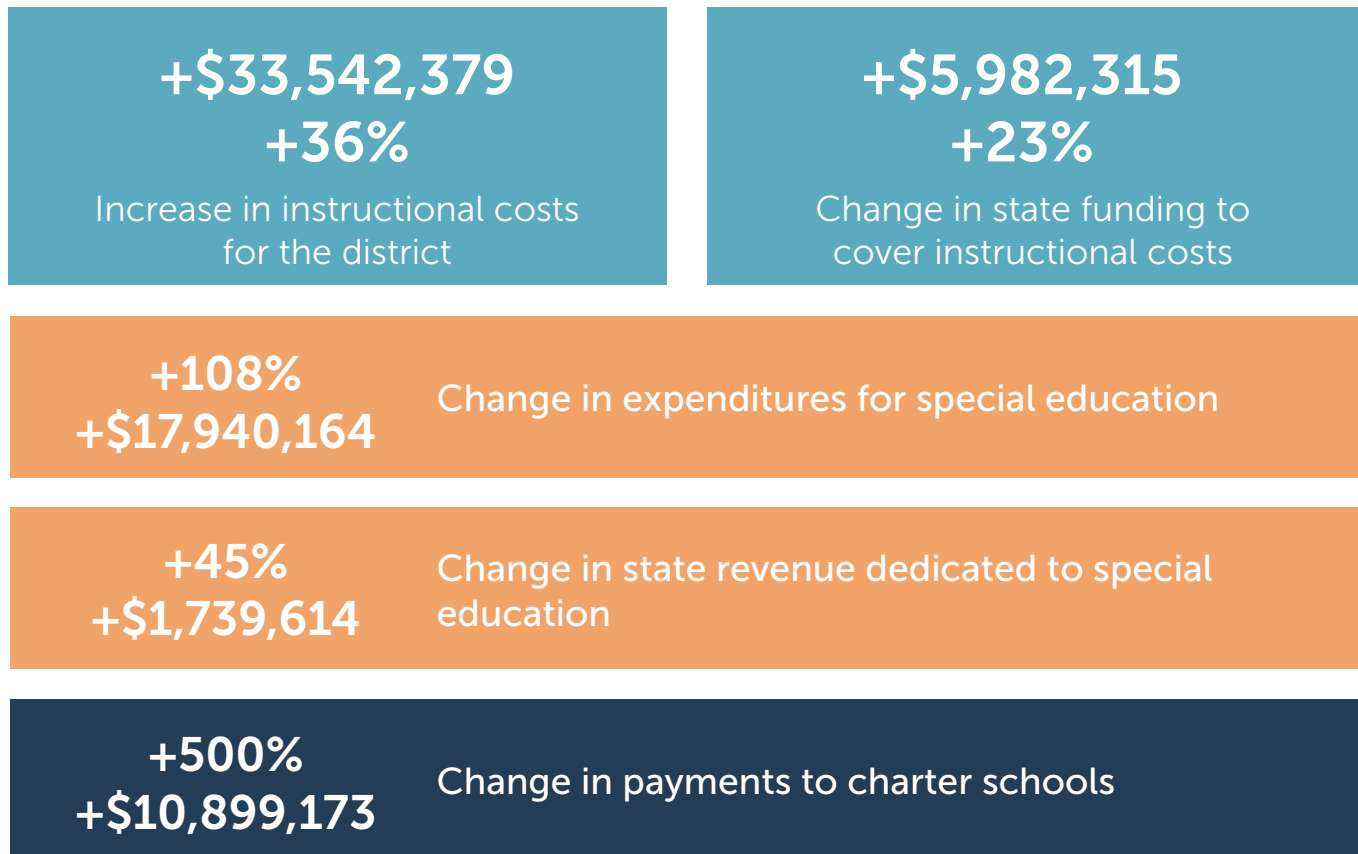 +$33,542,379
+36%
Increase in instructional costs
for the district
+$5,982,315
+23%
Change in state funding to
cover instructional costs
+108%
+$17,940,164
Change in expenditures for special education
+45%
+$1,739,614
Change in state revenue dedicated to special
education
+500%
+$10,899,173
Change in payments to charter schools